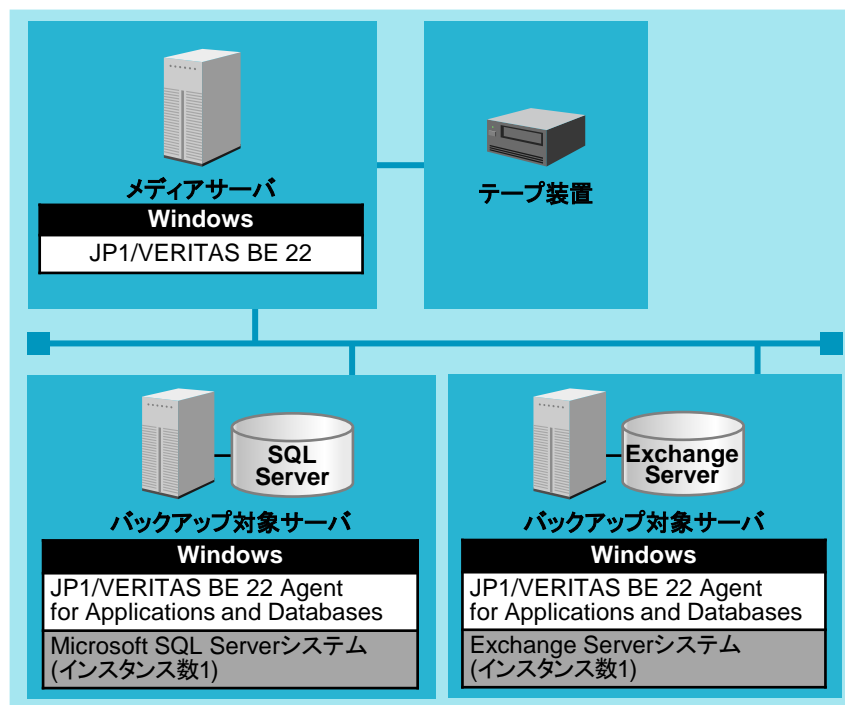 メディアサーバ
Windows
JP1/VERITAS BE 22
テープ装置
SQL
Server
バックアップ対象サーバ
Windows
JP1/VERITAS BE 22 Agent
for Applications and Databases
Microsoft SQL Serverシステム
(インスタンス数1)
Exchange
Server
バックアップ対象サーバ
Windows
JP1/VERITAS BE 22 Agent
for Applications and Databases
Exchange Serverシステム
(インスタンス数1)